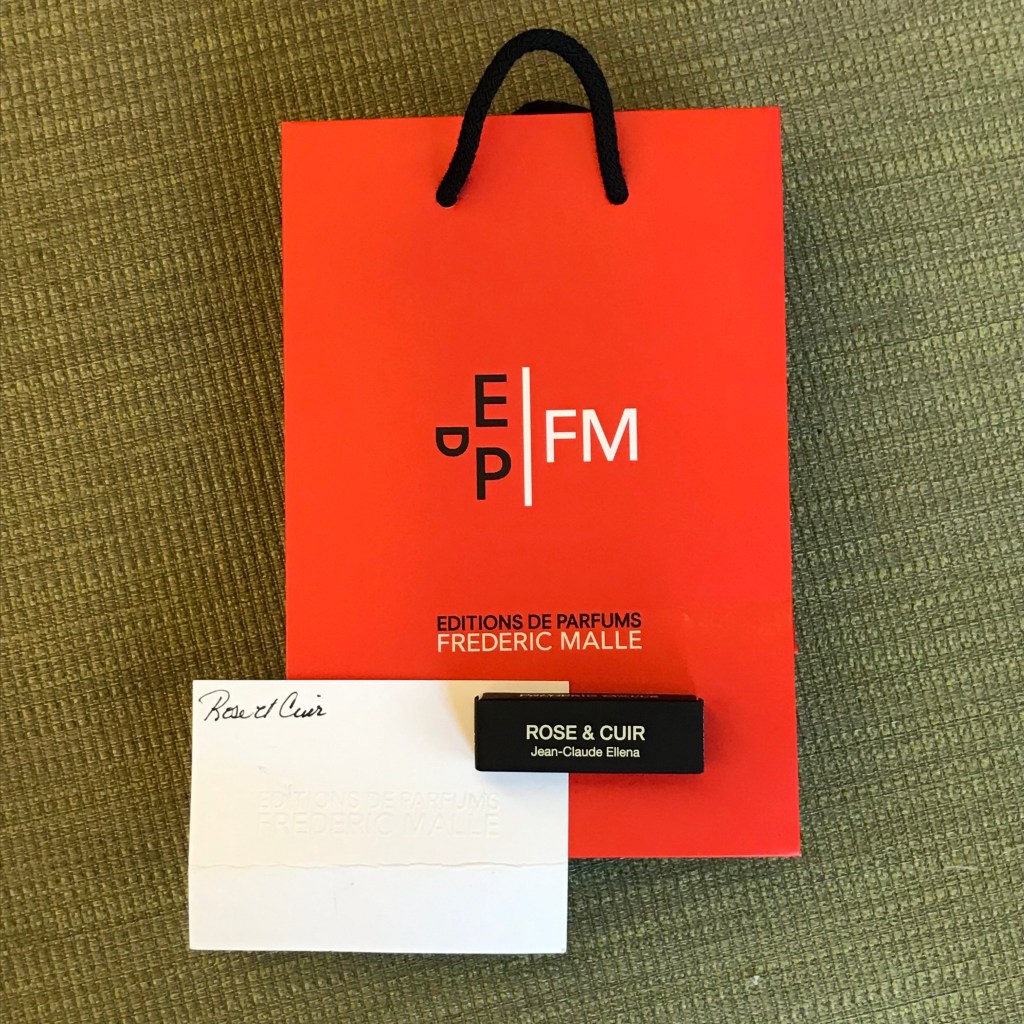 E
D
P
FM
EDITIONS DE PARFUMS
FREDERIC MALLE
Rose et Cuir
ROSE & CUIR
Jean-Claude Ellena
EDITIONS DE PARFUMS
FREDERIC MALLE